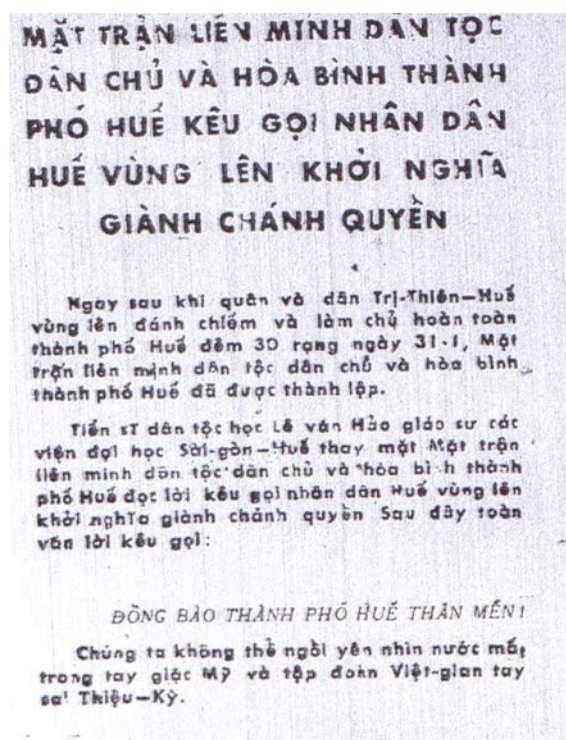 MẶT TRẬN LIÊN MINH DÂN TỘC
DÂN CHỦ VÀ HÒA BÌNH THÀNH
PHỐ HUẾ KÊU GỌI NHÂN DÂN
HUẾ VÙNG LÊN KHỞI NGHĨA
GIÀNH CHÁNH QUYỀN
Ngay sau khi quân và dân Trị-Thiên—Huế
vùng lên đánh chiếm và làm chủ hoàn toàn
thành phố Huế đêm 30 rạng ngày 31-1, Mặt
trận liên minh dân tộc dân chủ và hòa bình
thành phố Huế đã được thành lập.
Tiến sĩ dân tộc học Lê văn Hảo giáo sư các
viện đại học Sài-gòn—Huế thay mặt Mặt trận
liên minh dân tộc dân chủ và hòa bình thành
phố Huế đọc lời kêu gọi nhân dân Huế vùng lên
khởi nghĩa giành chánh quyền Sau đây toàn
văn lời kêu gọi:
ĐỒNG BÀO THÀNH PHỐ HUẾ THÂN MẾN!
Chúng ta không thể ngồi yên nhìn nước mất
trong tay giặc Mỹ và tập đoàn Việt-gian tay
sai Thiệu—Kỳ.